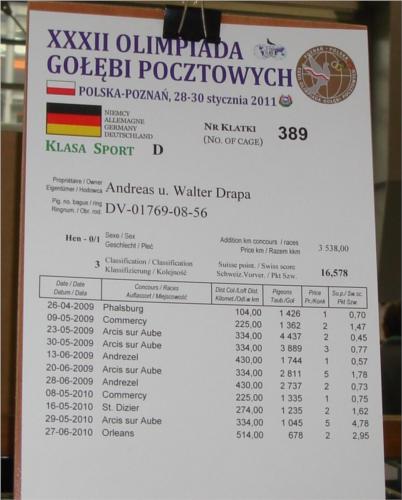 XXXII OLIMPIADA
GOŁĘBI POCZTOWYCH
POLSKA-POZNAŃ, 28-30 stycznia 2011
NIEMCY
ALLEMAGNE
GERMANY
DEUTSCHLAND
NR KLATKI
(NO. OF CAGE)
389
KLASA SPORT D
Propriétaire / Owner
Eigentümer / Hodowca
Andreas u. Walter Drapa
Pig. no. bague / ring
Ringnum. / Obr. rod.
DV-01769-08-56
Hen - 0/1
Sexe / Sex
Geschlecht / Płeć
Addition km concours / races
Price km / Razem kkm
3 538,00
3
Classification / Classification
Klassifizierung / Kolejność
Suisse point. / Swiss score
Schweiz.Vorver. / Pkt Szw.
16,578
Date / Date
Datum / Data
Concours / Races
Auflassort / Miejscowość
Dist Col./Loft Dist.
Kilomet./Odl.w km
Pigeons
Taub./Goł
Price
Pr./Konk
Su.p./Sw.sc.
Pkt Szw.
26-04-2009 Phalsburg 104,00 1 426 1 0,70
09-05-2009 Commercy 225,00 1 362 2 1,47
23-05-2009 Arcis sur Aube 334,00 4 437 2 0,45
30-05-2009 Arcis sur Aube 334,00 3 889 3 0,77
13-06-2009 Andrezel 430,00 1 744 1 0,57
20-06-2009 Arcis sur Aube 334,00 2 811 5 1,78
28-06-2009 Andrezel 430,00 2 737 2 0,73
08-05-2010 Commercy 225,00 1 335 1 0,75
16-05-2010 St. Dizier 274,00 1 235 2 1,62
29-05-2010 Arcis sur Aube 334,00 1 045 5 4,78
27-06-2010 Orleans 514,00 678 2 2,95